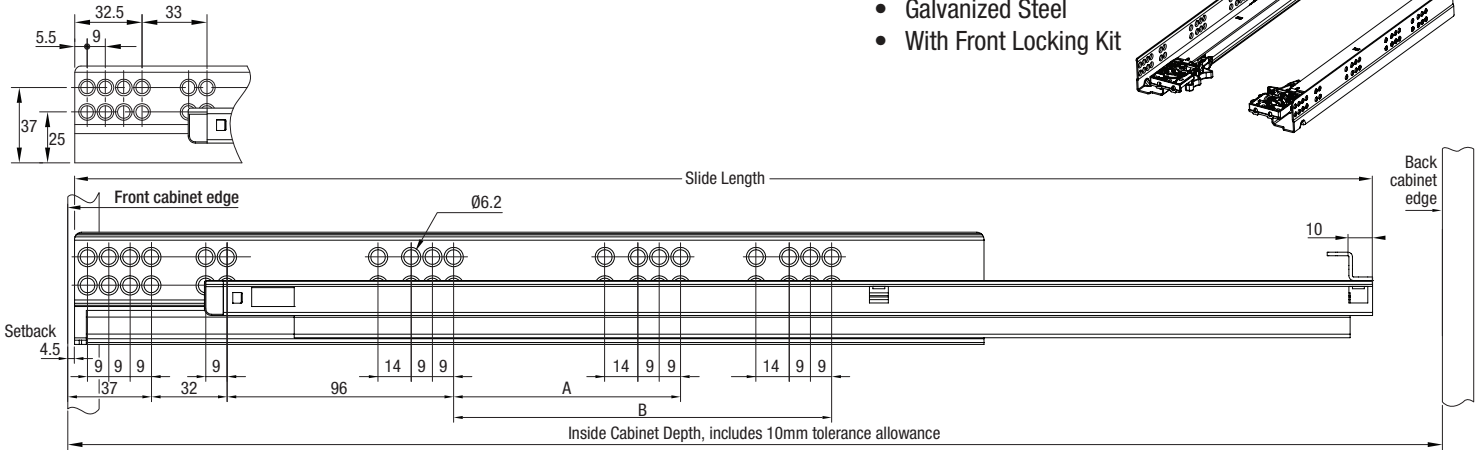 32.5 33
5.5 9
37
25
• Galvanized Steel
• With Front Locking Kit
Slide Length
Front cabinet edge
Back
cabinet
edge
Ø6.2
10
Setback
4.5
9 9 9 9 14 9 9 14 9 9 14 9 9
37 32 96 A
B
Inside Cabinet Depth, includes 10mm tolerance allowance